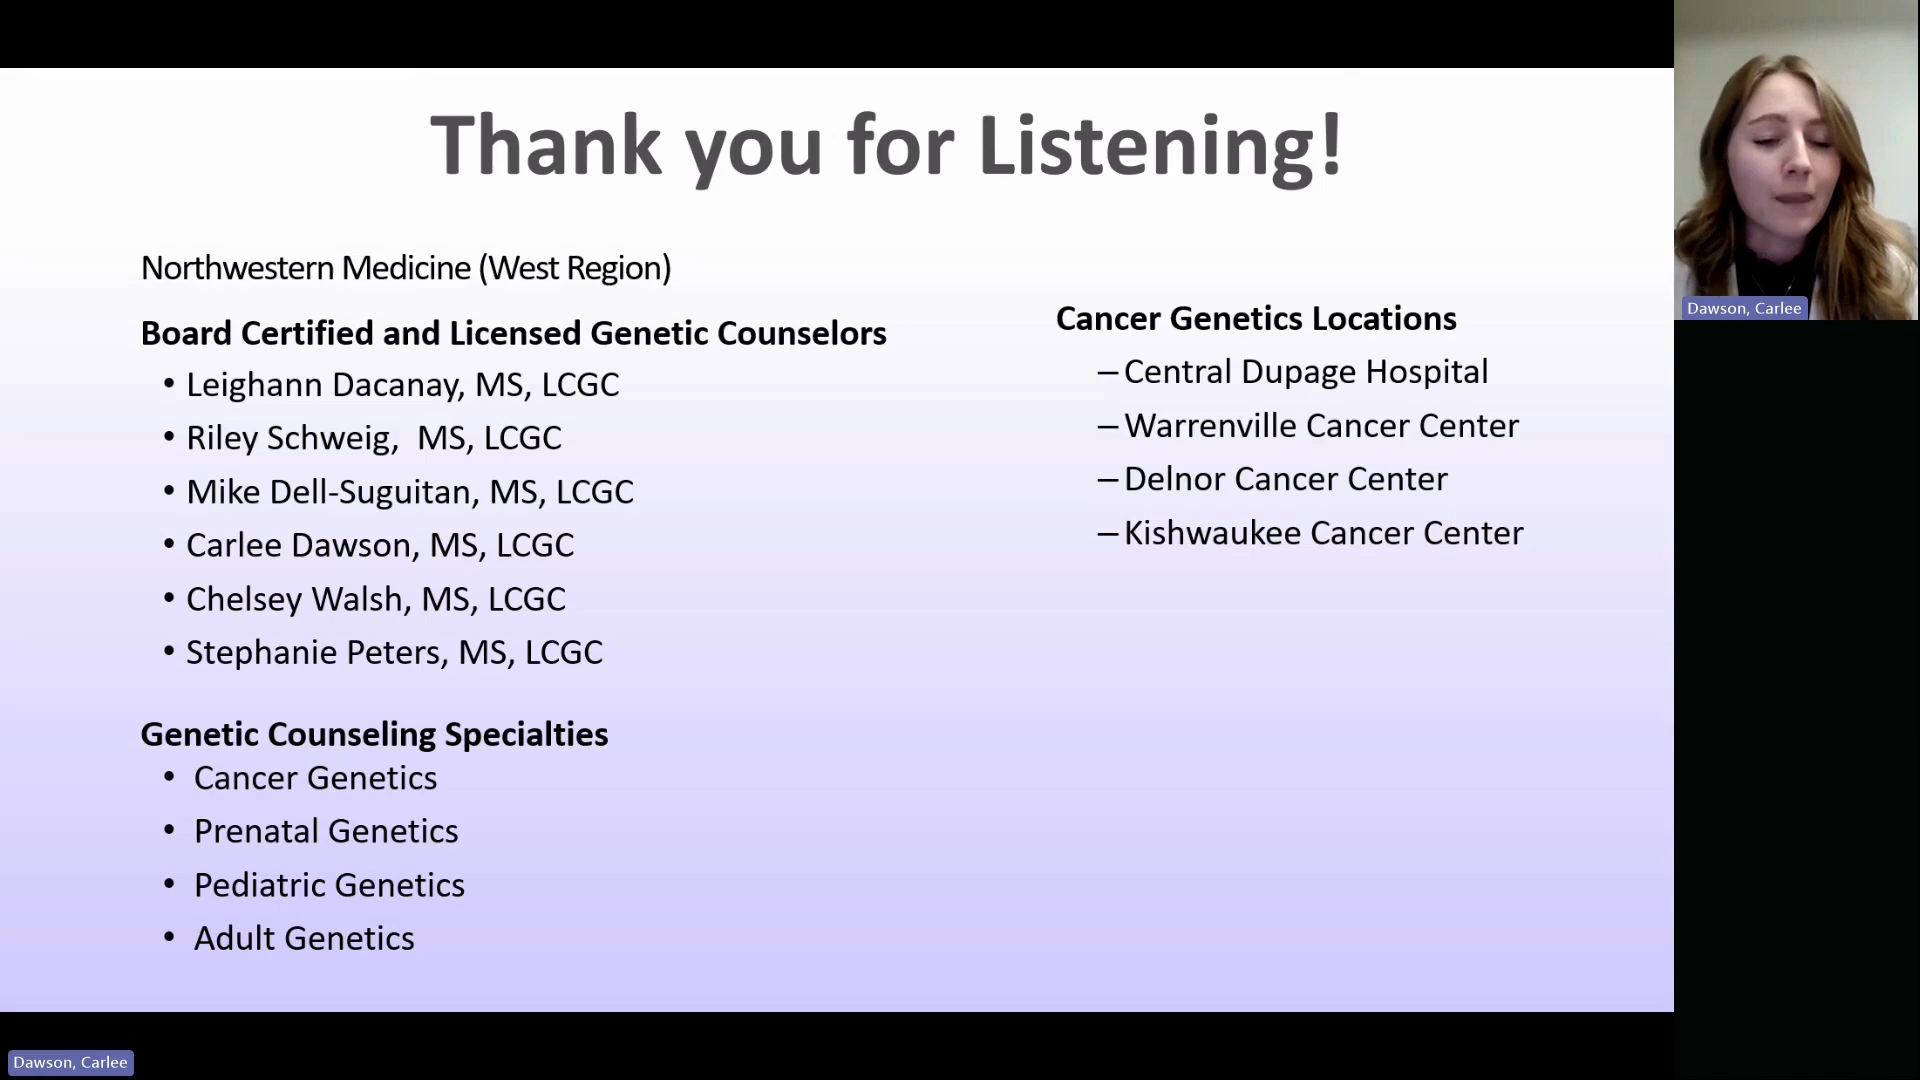 Thank you for Listening!
Northwestern Medicine (West Region)
Board Certified and Licensed Genetic Counselors
• Leighann Dacanay, MS, LCGC
• Riley Schweig,  MS, LCGC
• Mike Dell-Suguitan, MS, LCGC
• Carlee Dawson, MS, LCGC
• Chelsey Walsh, MS, LCGC
• Stephanie Peters, MS, LCGC
Genetic Counseling Specialties
• Cancer Genetics
• Prenatal Genetics
• Pediatric Genetics
• Adult Genetics
Cancer Genetics Locations
– Central Dupage Hospital
– Warrenville Cancer Center
– Delnor Cancer Center
– Kishwaukee Cancer Center
Dawson, Carlee
Dawson, Carlee